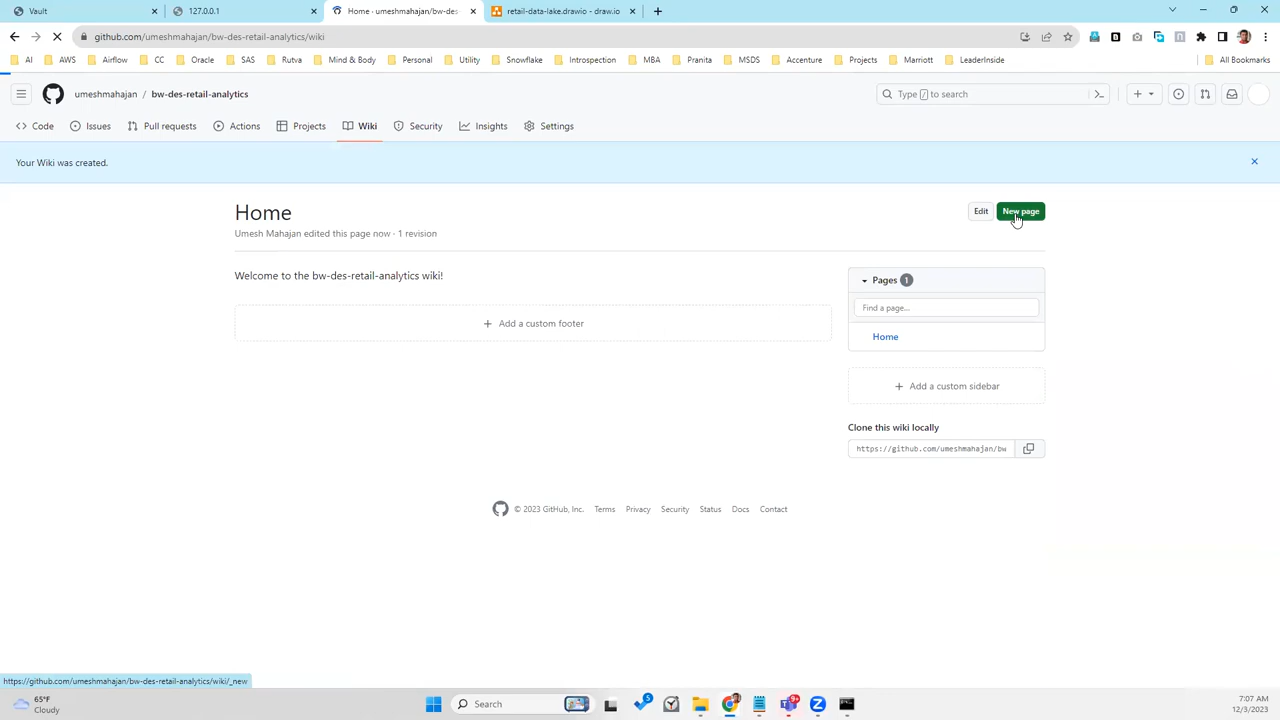 Vault
127.0.0.1
Home · umeshmahajan/bw-des-
retail-data-lake.drawio - draw.io
github.com/umeshmahajan/bw-des-retail-analytics/wiki
AI
AWS
Airflow
CC
Oracle
SAS
Rutva
Mind & Body
Personal
Utility
Snowflake
Introspection
MBA
Pranita
MSDS
Accenture
Projects
Marriott
LeaderInside
All Bookmarks
umeshmahajan / bw-des-retail-analytics
Type / to search
Code
Issues
Pull requests
Actions
Projects
Wiki
Security
Insights
Settings
Your Wiki was created.
Home
Edit
New page
Umesh Mahajan edited this page now · 1 revision
Welcome to the bw-des-retail-analytics wiki!
Pages 1
Find a page...
Home
Add a custom footer
Add a custom sidebar
Clone this wiki locally
https://github.com/umeshmahajan/bw
© 2023 GitHub, Inc.
Terms
Privacy
Security
Status
Docs
Contact
https://github.com/umeshmahajan/bw-des-retail-analytics/wiki/_new
65°F
Cloudy
Search
5
9+
7:07 AM
12/3/2023